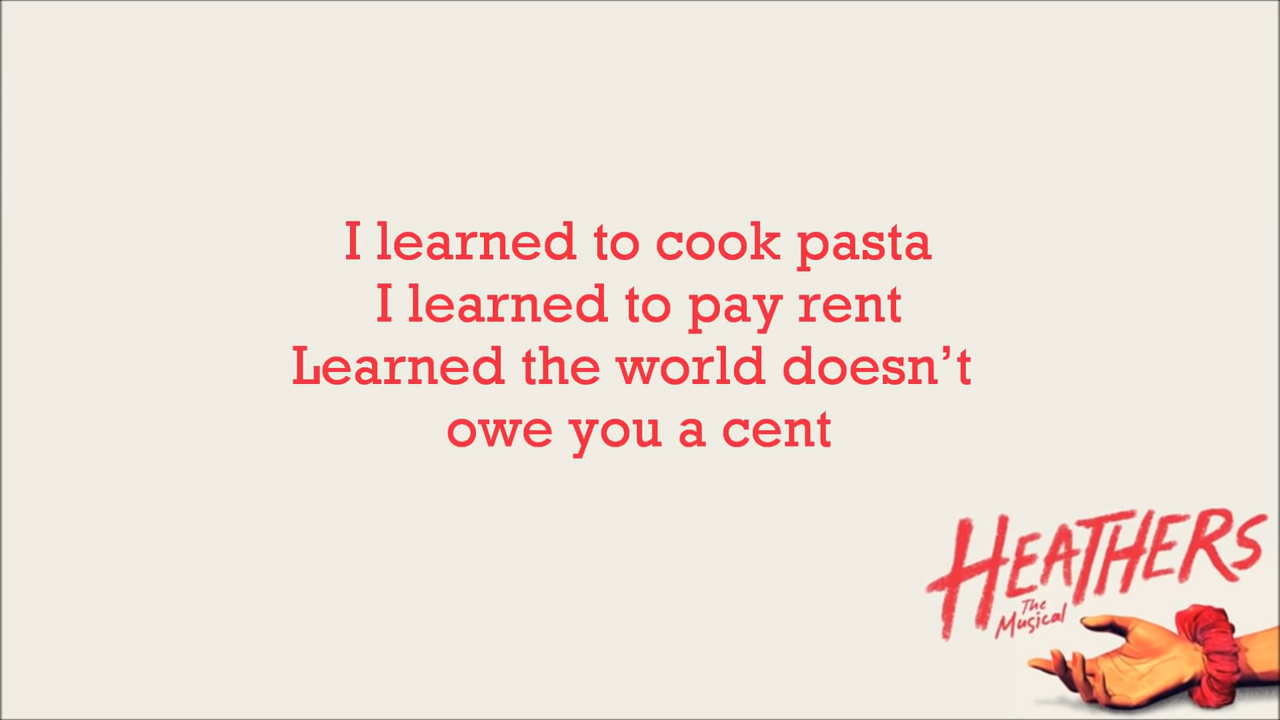 I learned to cook pasta
I learned to pay rent
Learned the world doesn’t
owe you a cent
HEATHERS
The
Musical